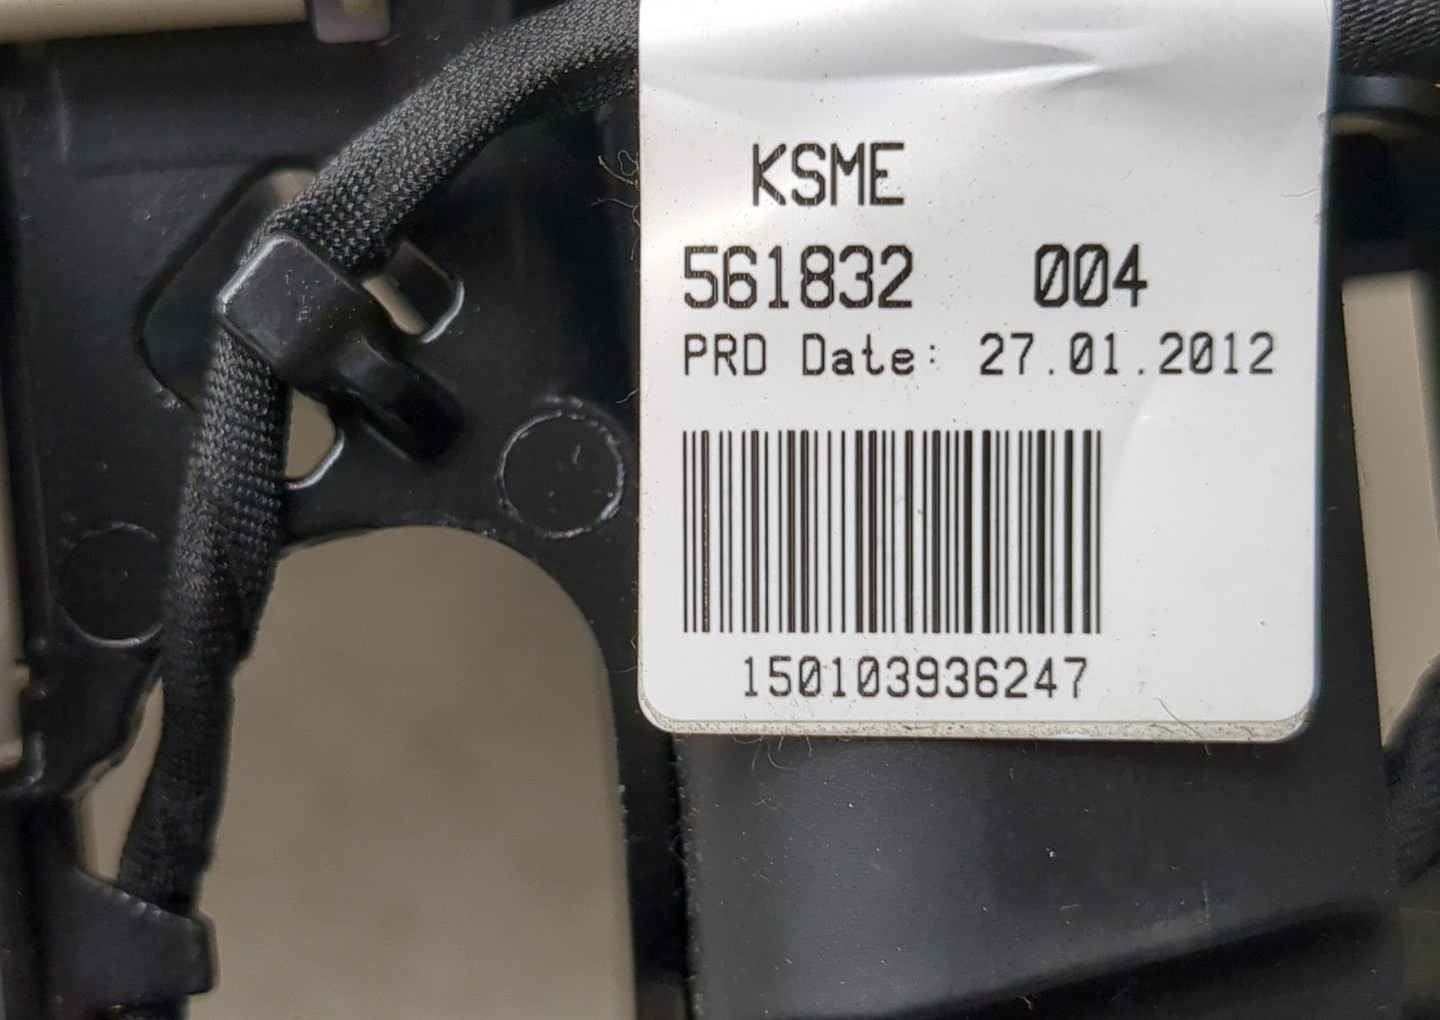 KSME
561832 004
PRD Date: 27.01.2012
150103936247